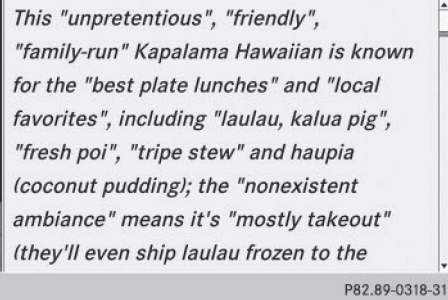 This "unpretentious", "friendly",
"family-run" Kapalama Hawaiian is known
for the "best plate lunches" and "local
favorites", including "laulau, kalua pig",
"fresh poi", "tripe stew" and haupia
(coconut pudding); the "nonexistent
ambiance" means it's "mostly takeout"
(they'll even ship laulau frozen to the
P82.89-0318-31